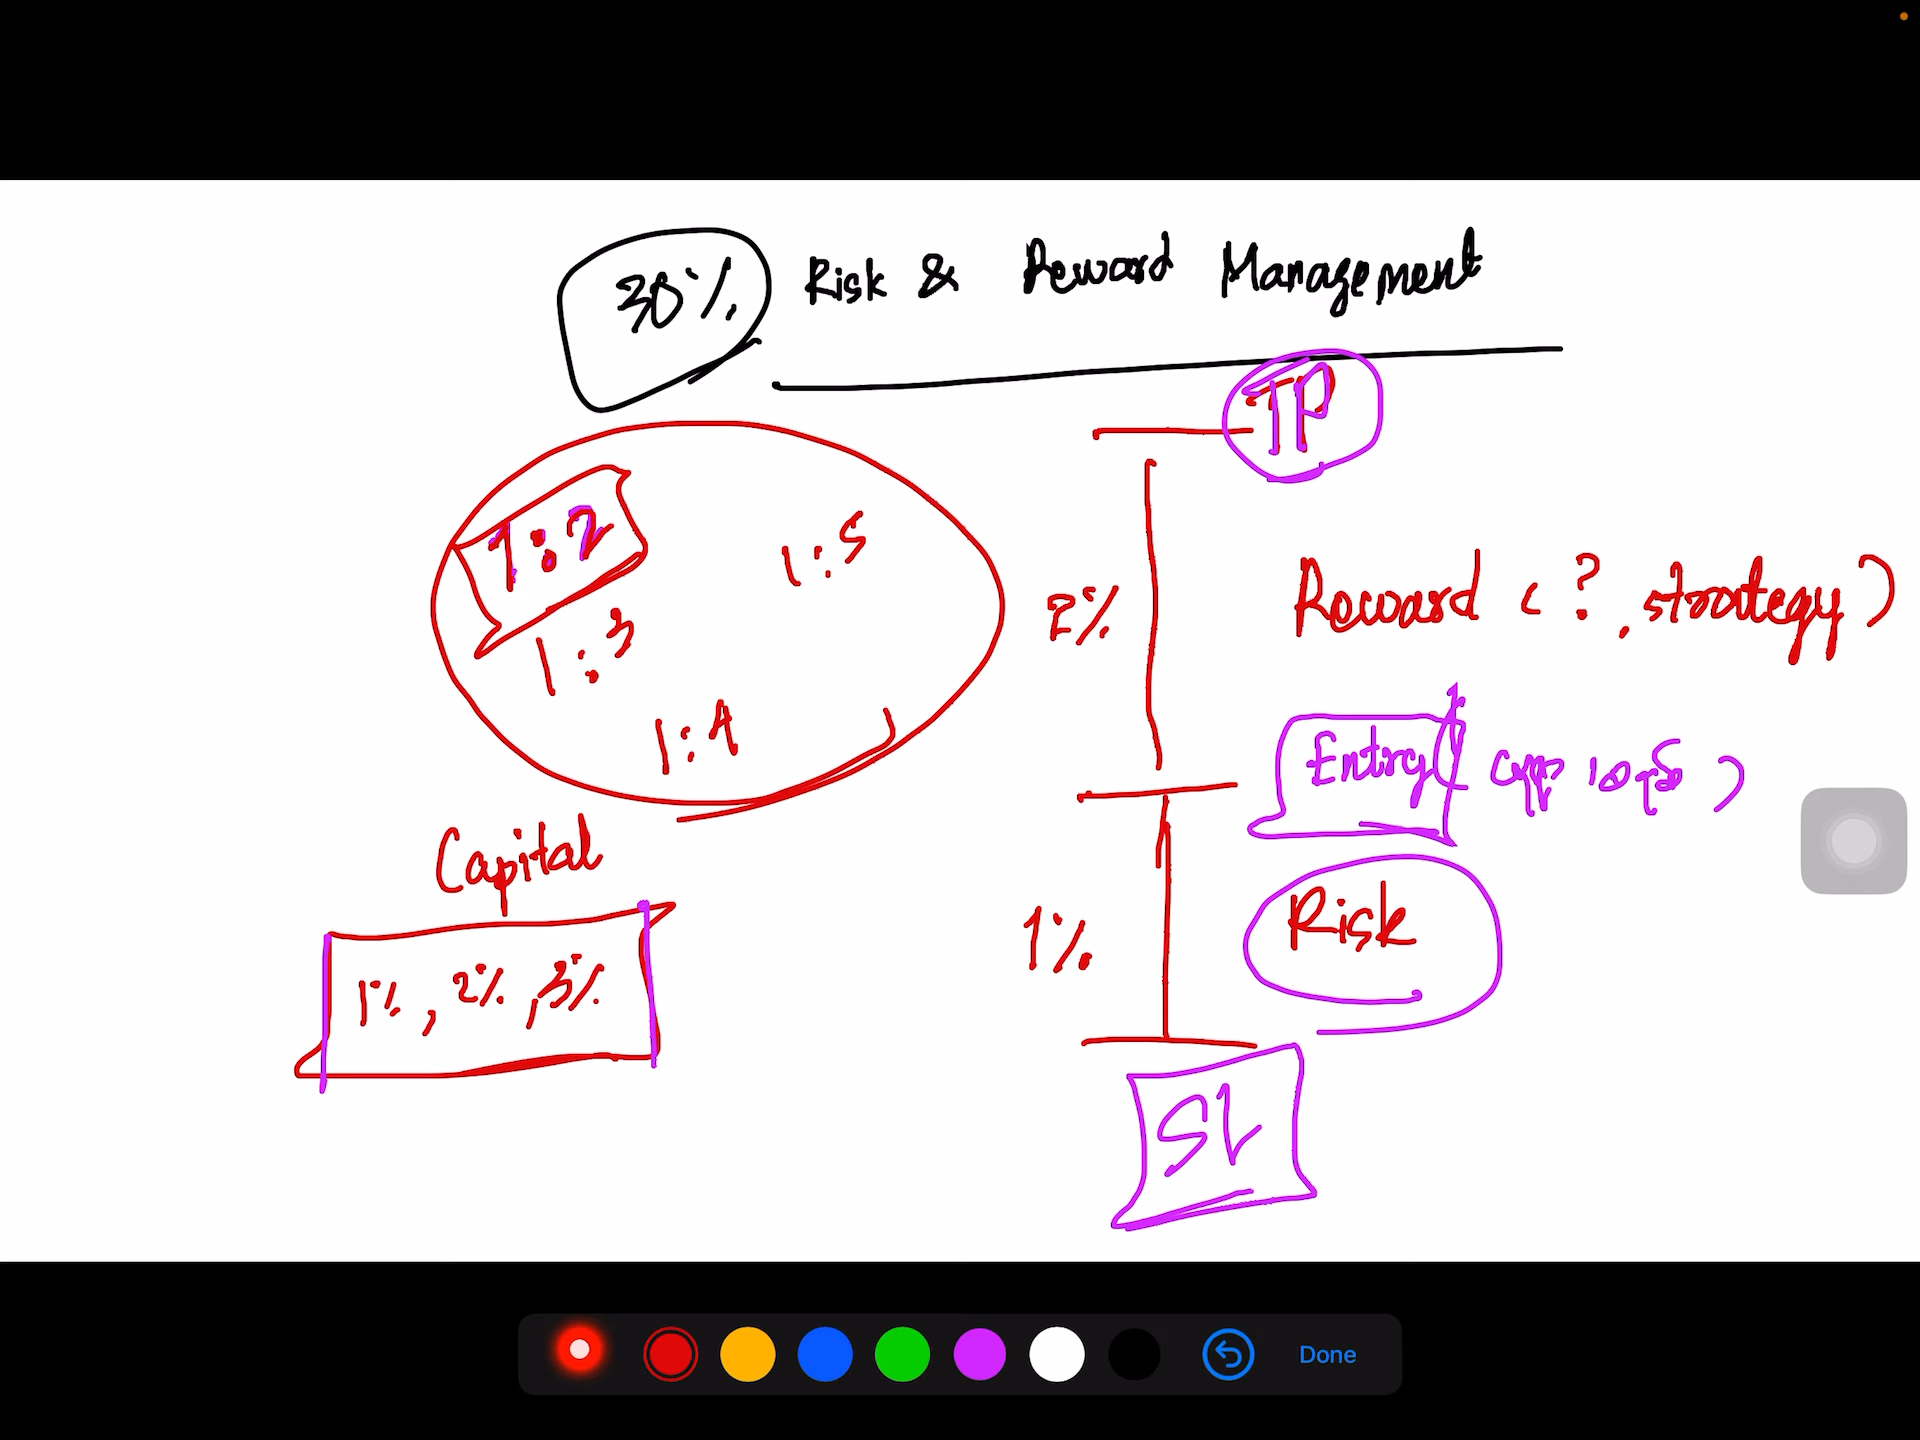 30% Risk & Reward Management
TP
1:2
1:5
1:3
1:4
2%
Reward ( ?, strategy )
Entry
Capital
1%, 2%, 3%
1%
Risk
SL
Done